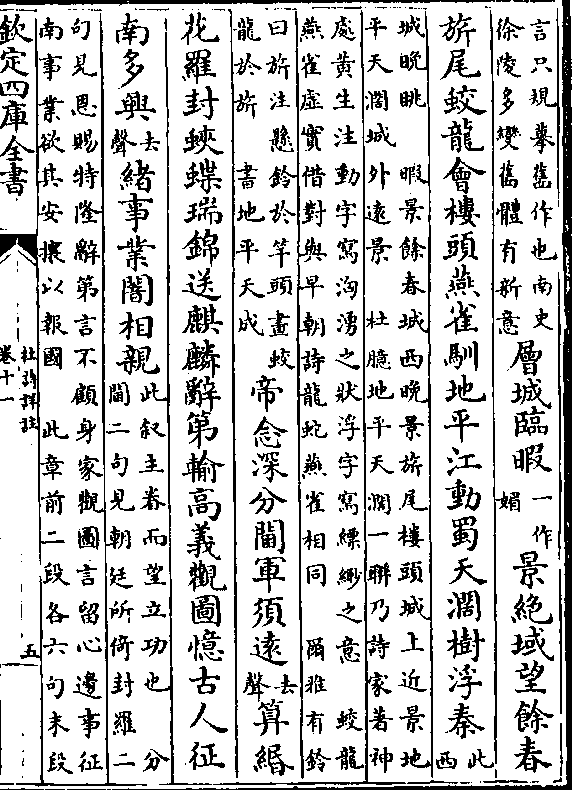 言只規摹舊作也南史徐陵多變舊體有新意層城臨暇一作媚景絶域望餘春
旂尾蛟龍會樓頭燕雀馴地平江動蜀天濶樹浮秦此西
城晚眺　暇景餘春城西晚景旂尾樓頭城上近景地
平天濶城外遠景　杜臆地平天濶一聯乃詩家著神
處黄生注動字寫洶湧之狀浮字寫縹緲之意　蛟龍
燕雀虚實借對與早朝詩龍蛇燕雀相同　爾雅有鈴
曰旂注懸鈴於竿頭畫蛟龍於旂　書地平天成帝念深分閫軍須遠去聲算緡
花羅封蛺蝶瑞錦送麒麟辭第輸高義觀圖憶古人征
南多興去聲緒事業闇相親此叙主眷而望立功也　分閫二句見朝廷所倚封羅二
句見恩賜特隆辭第言不顧身家觀圖言留心邊事征
南事業欲其安攘以報國　此章前二段各六句末段
欽定四庫全書
杜詩詳註
卷十一
五